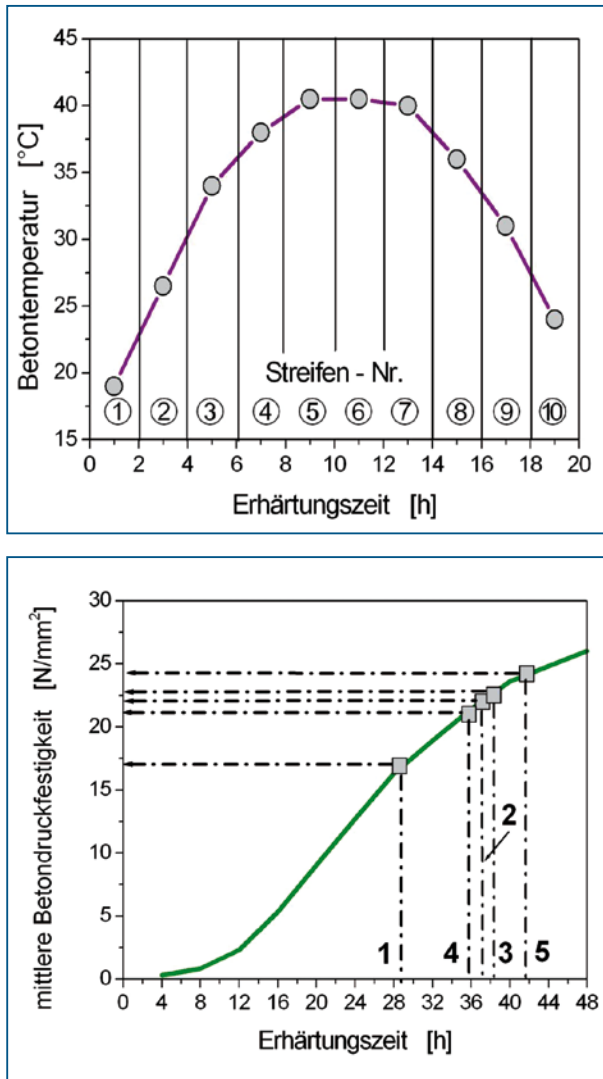 45
40
35
30
25
20
15
Betontemperatur [°C]
Streifen - Nr.
① ② ③ ④ ⑤ ⑥ ⑦ ⑧ ⑨ ⑩
0 2 4 6 8 10 12 14 16 18 20
Erhärtungszeit [h]
30
25
20
15
10
5
0
mittlere Betondruckfestigkeit [N/mm²]
2
1 4 3 5
0 4 8 12 16 20 24 28 32 36 40 44 48
Erhärtungszeit [h]